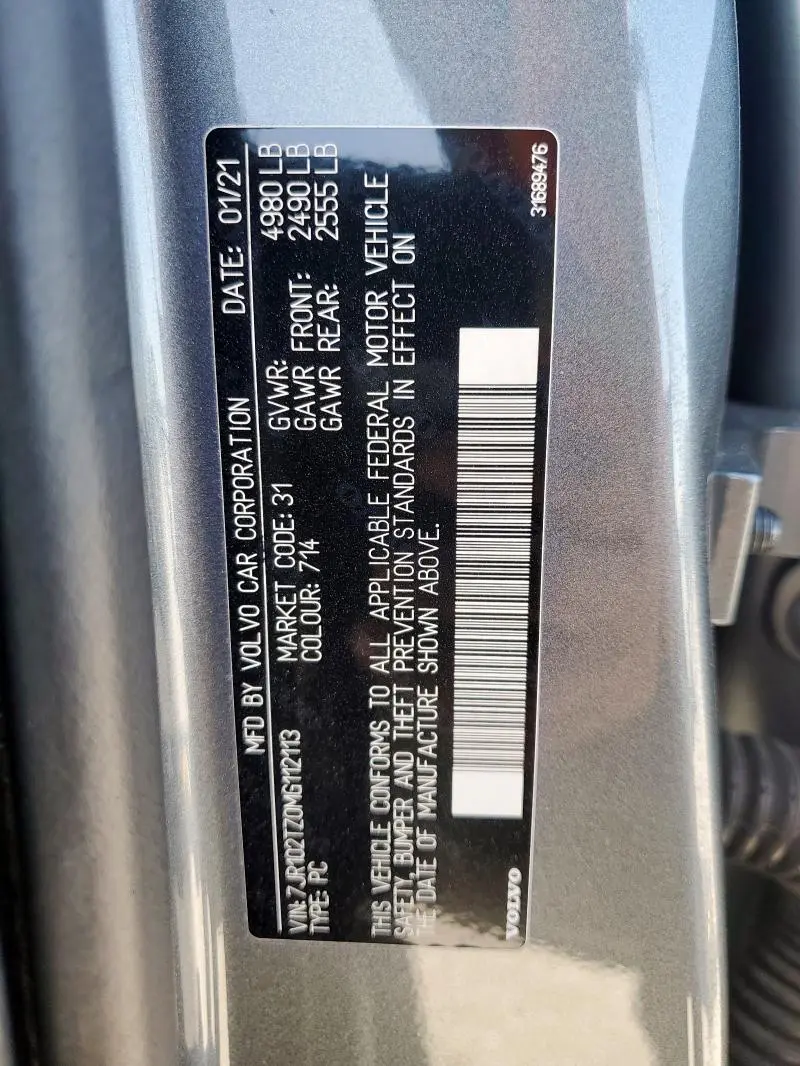 MFD BY VOLVO CAR CORPORATION DATE: 01/21
VIN: 7JR102TZ0MG112113 MARKET CODE: 31 GVWR: 4980 LB
TYPE: PC COLOUR: 714 GAWR FRONT: 2490 LB
GAWR REAR: 2555 LB
THIS VEHICLE CONFORMS TO ALL APPLICABLE FEDERAL MOTOR VEHICLE
SAFETY, BUMPER AND THEFT PREVENTION STANDARDS IN EFFECT ON
THE DATE OF MANUFACTURE SHOWN ABOVE.
VOLVO 31689476